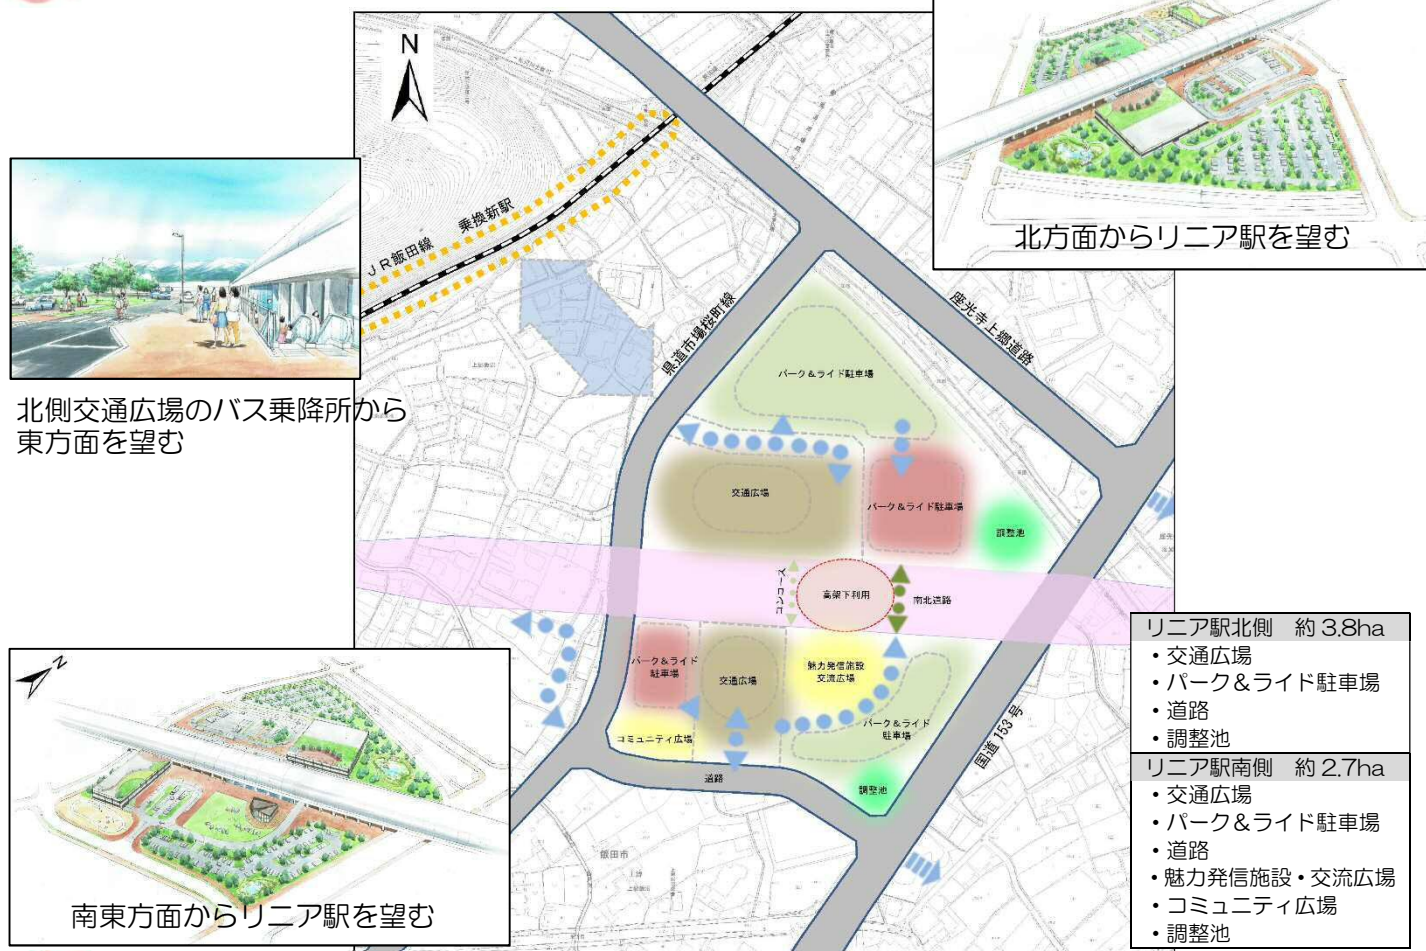 N
北方面からリニア駅を望む
JR飯田線
乗換新駅
県道市場桜町線
座光寺上郷道路
北側交通広場のバス乗降所から
東方面を望む
パーク&ライド駐車場
交通広場
パーク&ライド駐車場
調整池
コンコース
高架下利用
南北道路
パーク&ライド
駐車場
交通広場
魅力発信施設
交流広場
パーク&ライド
駐車場
コミュニティ広場
道路
調整池
国道153号
飯田市
N
南東方面からリニア駅を望む
リニア駅北側 約3.8ha
・交通広場
・パーク&ライド駐車場
・道路
・調整池
リニア駅南側 約2.7ha
・交通広場
・パーク&ライド駐車場
・道路
・魅力発信施設・交流広場
・コミュニティ広場
・調整池